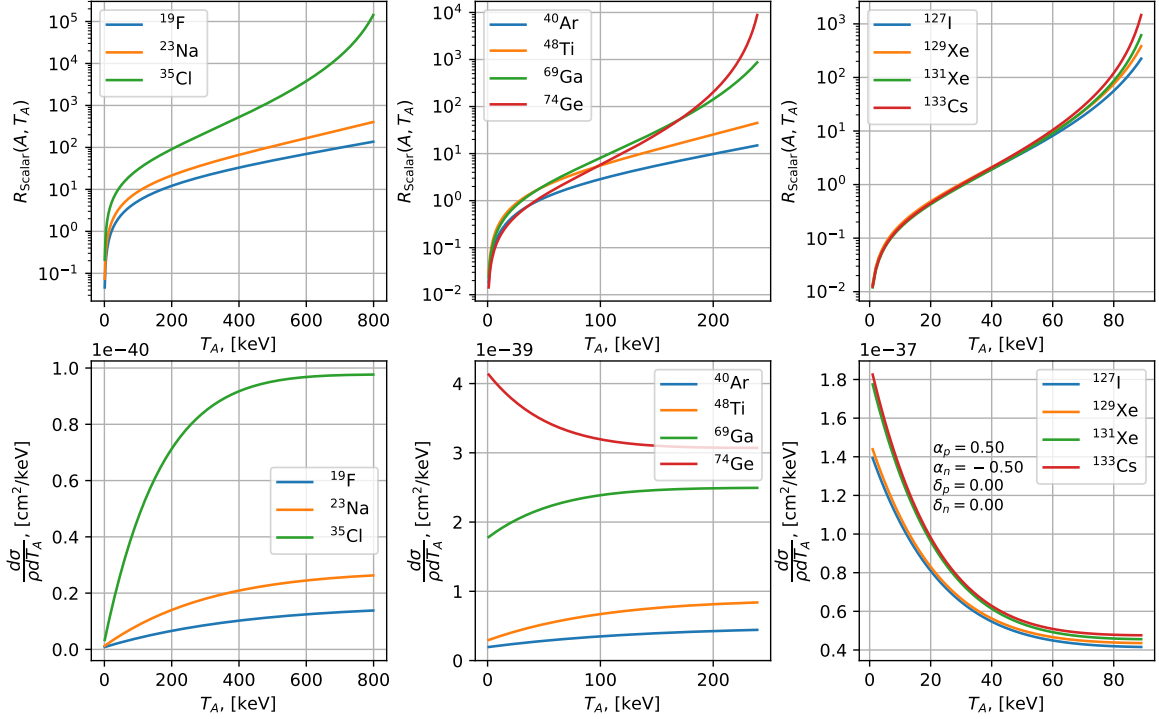 10⁵
10⁴
10³
10²
10¹
10⁰
10⁻¹
R_Scalar(A, T_A)
¹⁹F
²³Na
³⁵Cl
0 200 400 600 800
T_A, [keV]
10⁴
10³
10²
10¹
10⁰
10⁻¹
10⁻²
R_Scalar(A, T_A)
⁴⁰Ar
⁴⁸Ti
⁶⁹Ga
⁷⁴Ge
0 100 200
T_A, [keV]
10³
10²
10¹
10⁰
10⁻¹
10⁻²
R_Scalar(A, T_A)
¹²⁷I
¹²⁹Xe
¹³¹Xe
¹³³Cs
0 20 40 60 80
T_A, [keV]
1e−40
1.0
0.8
0.6
0.4
0.2
0.0
dσ/ρdT_A, [cm²/keV]
¹⁹F
²³Na
³⁵Cl
0 200 400 600 800
T_A, [keV]
1e−39
4
3
2
1
0
dσ/ρdT_A, [cm²/keV]
⁴⁰Ar
⁴⁸Ti
⁶⁹Ga
⁷⁴Ge
0 100 200
T_A, [keV]
1e−37
1.8
1.6
1.4
1.2
1.0
0.8
0.6
0.4
dσ/ρdT_A, [cm²/keV]
¹²⁷I
¹²⁹Xe
¹³¹Xe
¹³³Cs
α_p = 0.50
α_n = −0.50
δ_p = 0.00
δ_n = 0.00
0 20 40 60 80
T_A, [keV]